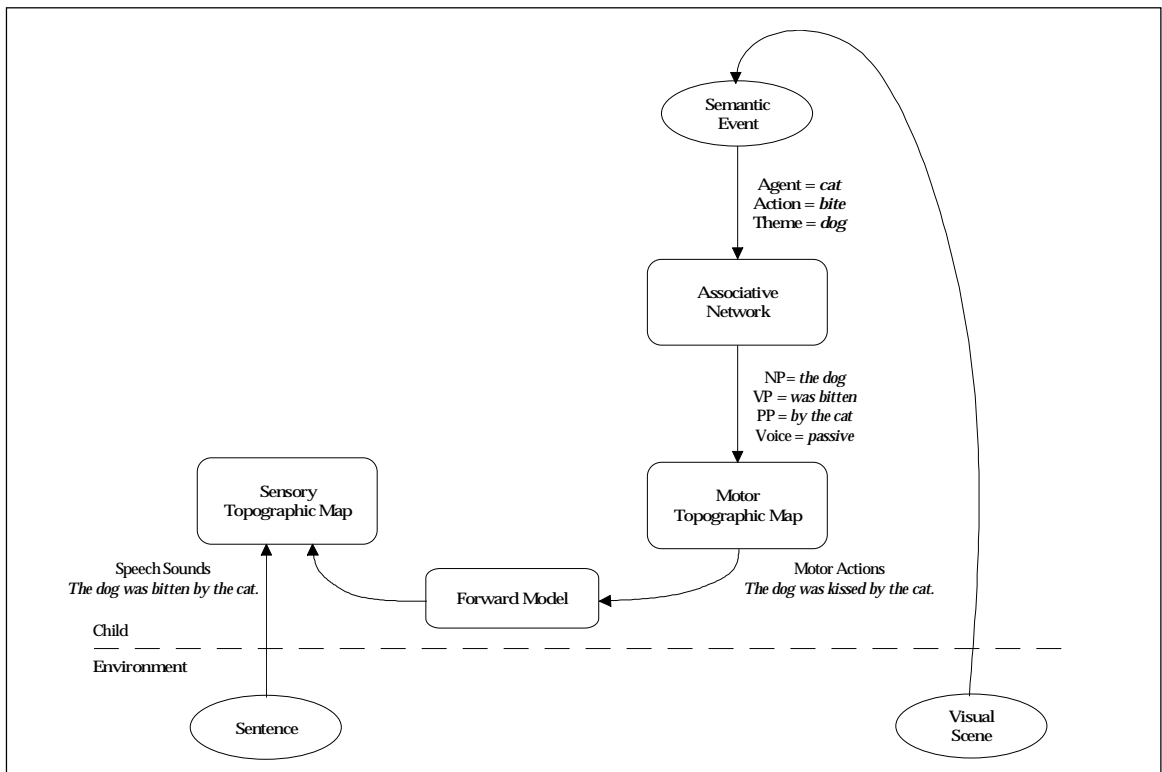 Semantic
Event
Agent = cat
Action = bite
Theme = dog
Associative
Network
NP= the dog
VP = was bitten
PP = by the cat
Voice = passive
Sensory
Topographic Map
Motor
Topographic Map
Speech Sounds
The dog was bitten by the cat.
Forward Model
Motor Actions
The dog was kissed by the cat.
Child
Environment
Sentence
Visual
Scene